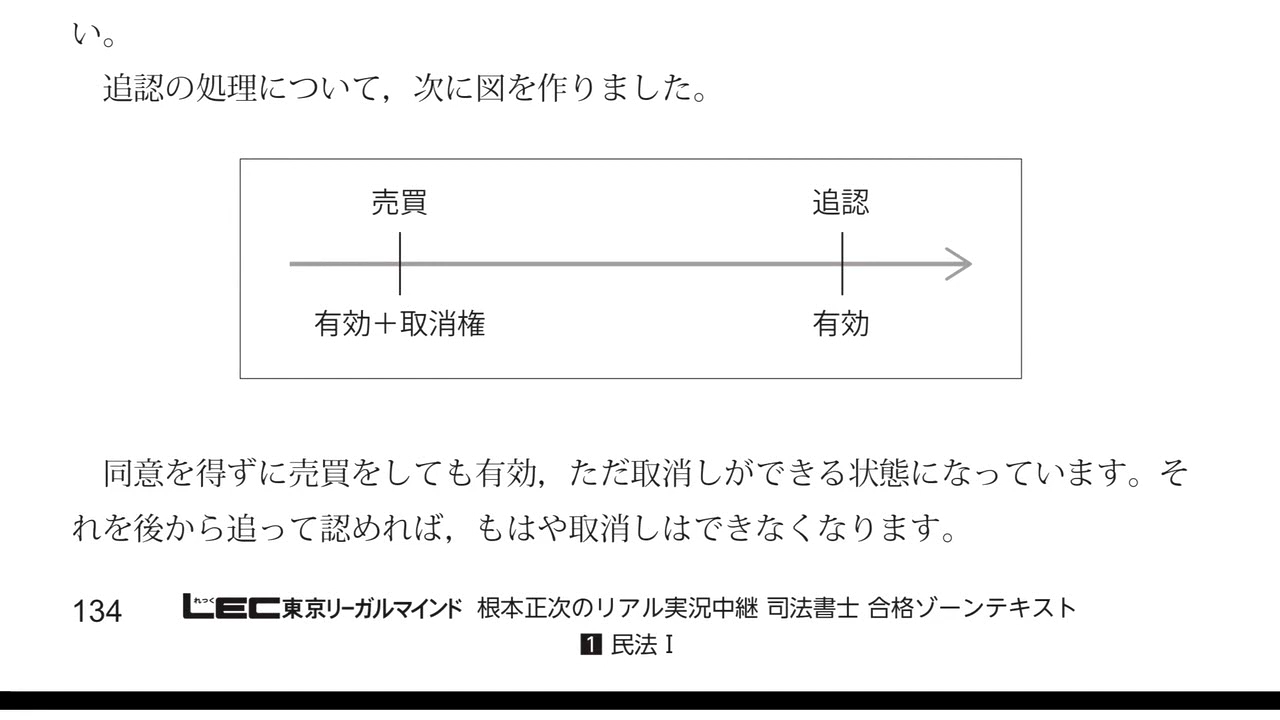 い。
追認の処理について，次に図を作りました。
売買
追認
有効＋取消権
有効
同意を得ずに売買をしても有効，ただ取消しができる状態になっています。そ
れを後から追って認めれば，もはや取消しはできなくなります。
134 れっく LEC東京リーガルマインド 根本正次のリアル実況中継 司法書士 合格ゾーンテキスト
1 民法Ⅰ